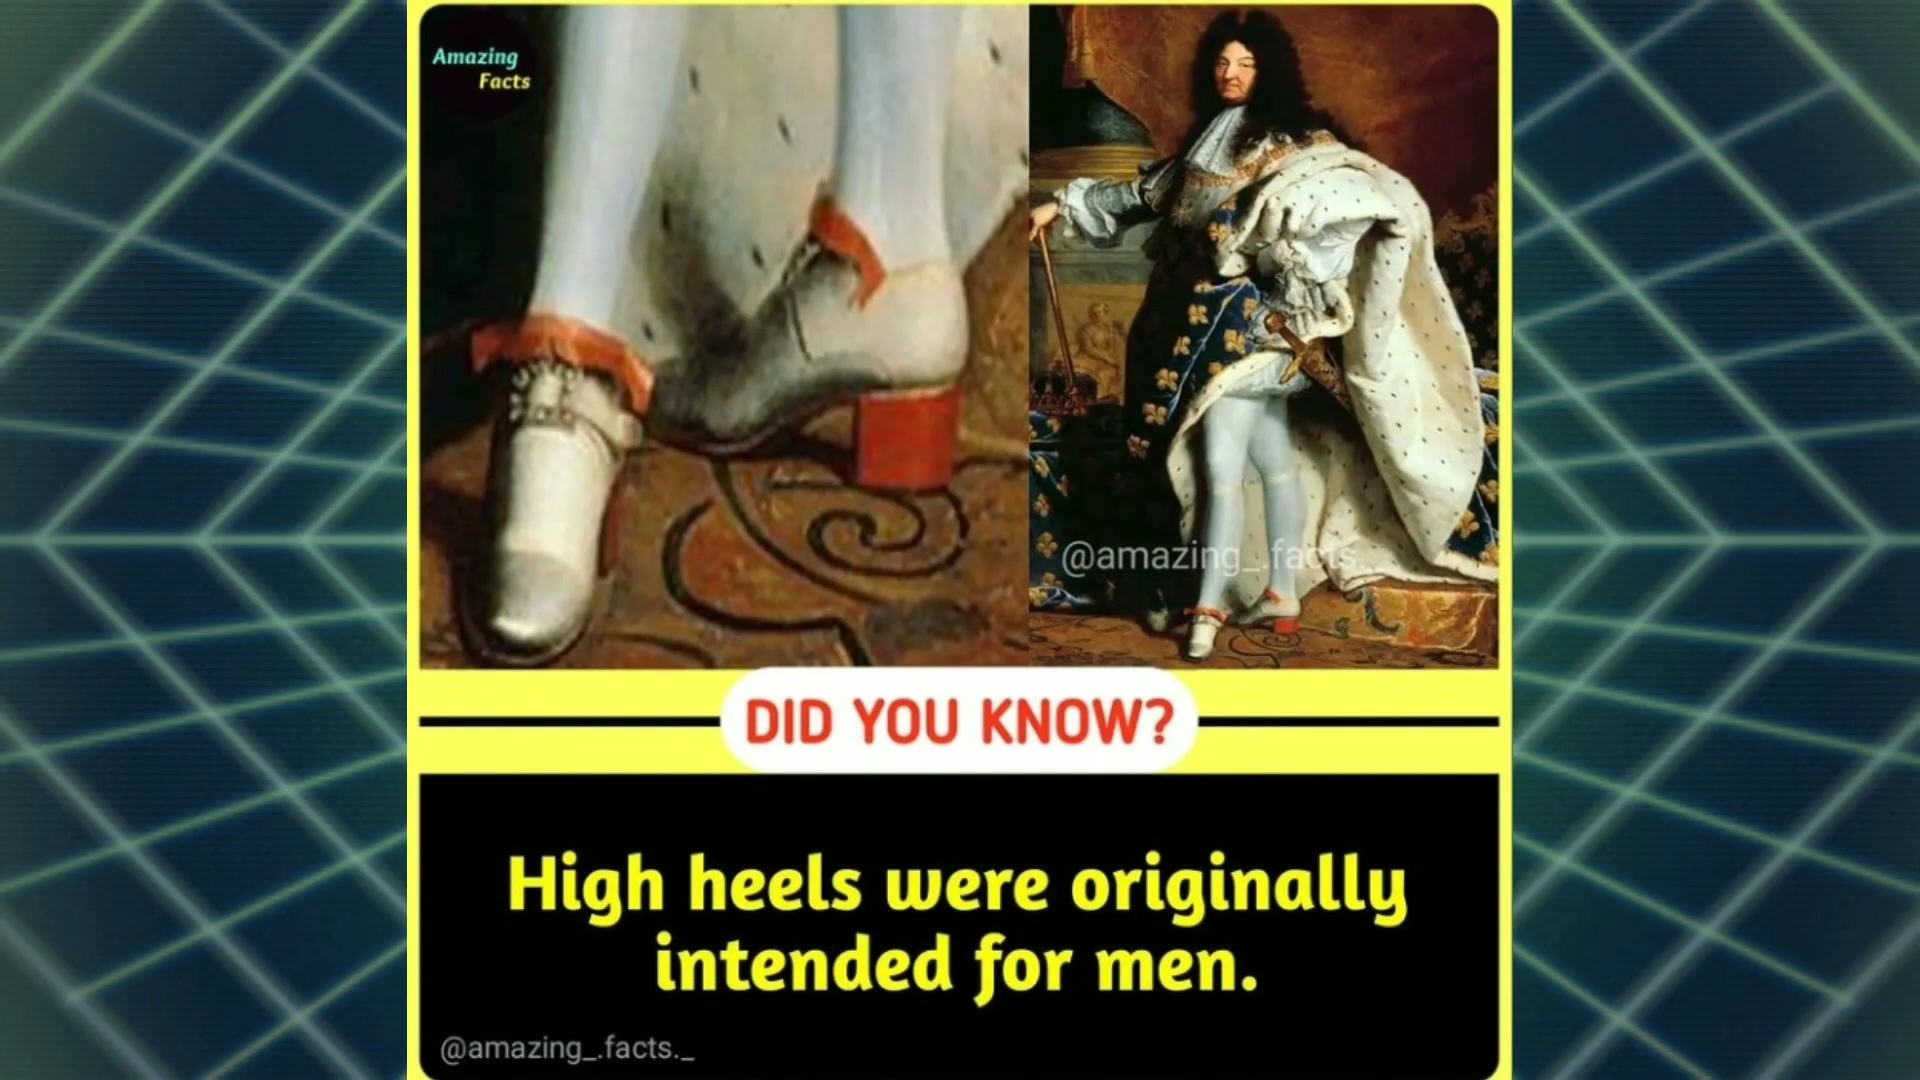 Amazing
Facts
@amazing_.facts._
DID YOU KNOW?
High heels were originally
intended for men.
@amazing_.facts._